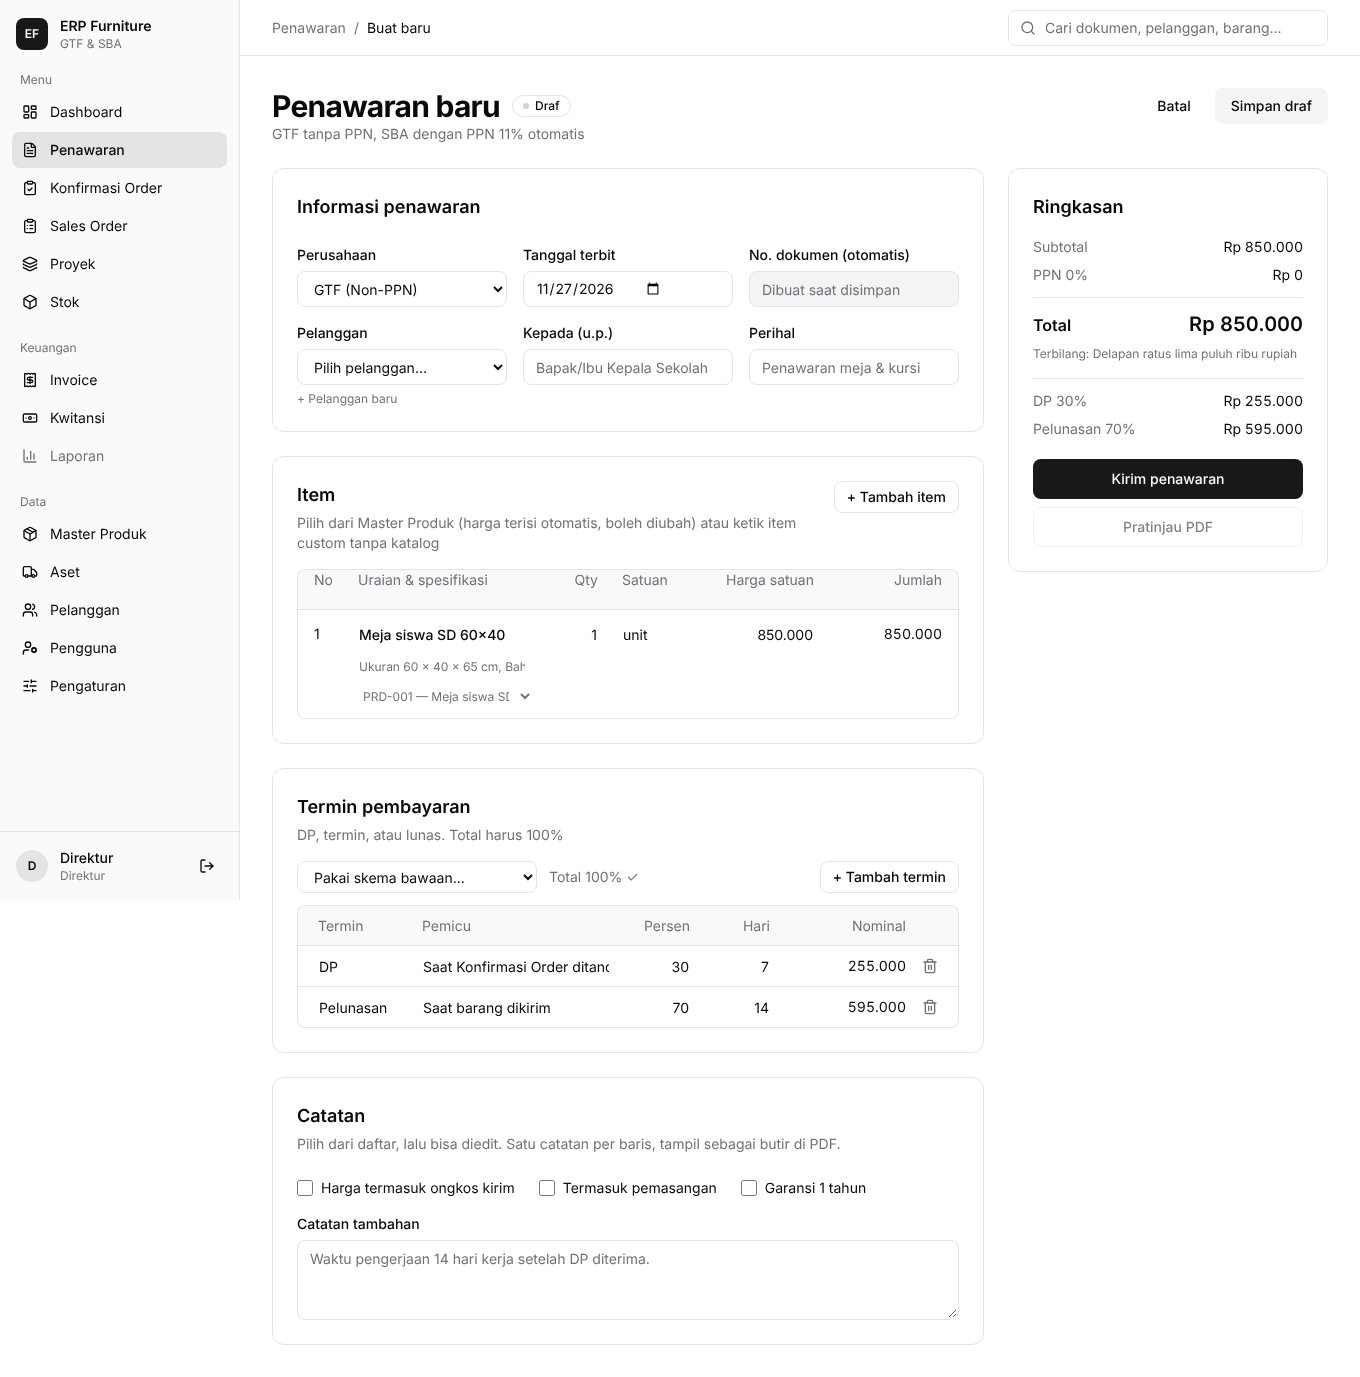 EF
ERP Furniture
GTF & SBA
Menu
Dashboard
Penawaran
Konfirmasi Order
Sales Order
Proyek
Stok
Keuangan
Invoice
Kwitansi
Laporan
Data
Master Produk
Aset
Pelanggan
Pengguna
Pengaturan
D
Direktur
Direktur
Penawaran / Buat baru
Cari dokumen, pelanggan, barang...
Penawaran baru
Draf
GTF tanpa PPN, SBA dengan PPN 11% otomatis
Batal
Simpan draf
Informasi penawaran
Perusahaan Tanggal terbit No. dokumen (otomatis)
GTF (Non-PPN) 11/27/2026 Dibuat saat disimpan
Pelanggan Kepada (u.p.) Perihal
Pilih pelanggan... Bapak/Ibu Kepala Sekolah Penawaran meja & kursi
+ Pelanggan baru
Item
+ Tambah item
Pilih dari Master Produk (harga terisi otomatis, boleh diubah) atau ketik item
custom tanpa katalog
No Uraian & spesifikasi Qty Satuan Harga satuan Jumlah
1 Meja siswa SD 60×40 1 unit 850.000 850.000
Ukuran 60 × 40 × 65 cm, Bah
PRD-001 — Meja siswa SD
Termin pembayaran
DP, termin, atau lunas. Total harus 100%
Pakai skema bawaan... Total 100% ✓ + Tambah termin
Termin Pemicu Persen Hari Nominal
DP Saat Konfirmasi Order ditand 30 7 255.000
Pelunasan Saat barang dikirim 70 14 595.000
Catatan
Pilih dari daftar, lalu bisa diedit. Satu catatan per baris, tampil sebagai butir di PDF.
Harga termasuk ongkos kirim Termasuk pemasangan Garansi 1 tahun
Catatan tambahan
Waktu pengerjaan 14 hari kerja setelah DP diterima.
Ringkasan
Subtotal Rp 850.000
PPN 0% Rp 0
Total Rp 850.000
Terbilang: Delapan ratus lima puluh ribu rupiah
DP 30% Rp 255.000
Pelunasan 70% Rp 595.000
Kirim penawaran
Pratinjau PDF